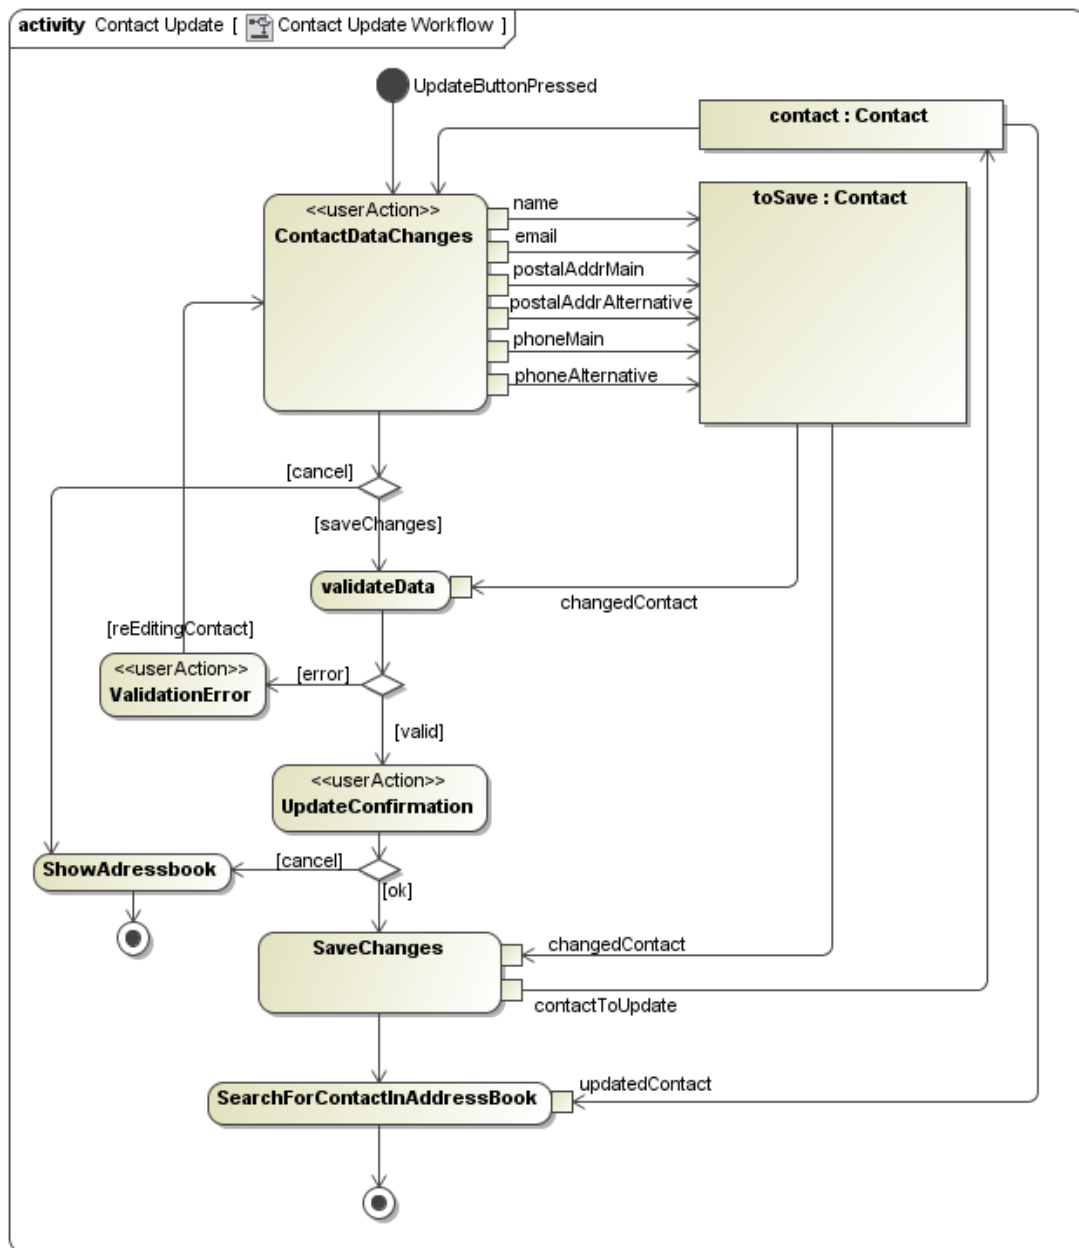 activity Contact Update [ Contact Update Workflow ]
UpdateButtonPressed
contact : Contact
<<userAction>>
ContactDataChanges
name
email
postalAddrMain
postalAddrAlternative
phoneMain
phoneAlternative
toSave : Contact
[cancel]
[saveChanges]
validateData
changedContact
[reEditingContact]
<<userAction>>
ValidationError
[error]
[valid]
<<userAction>>
UpdateConfirmation
ShowAdressbook
[cancel]
[ok]
SaveChanges
changedContact
contactToUpdate
SearchForContactInAddressBook
updatedContact